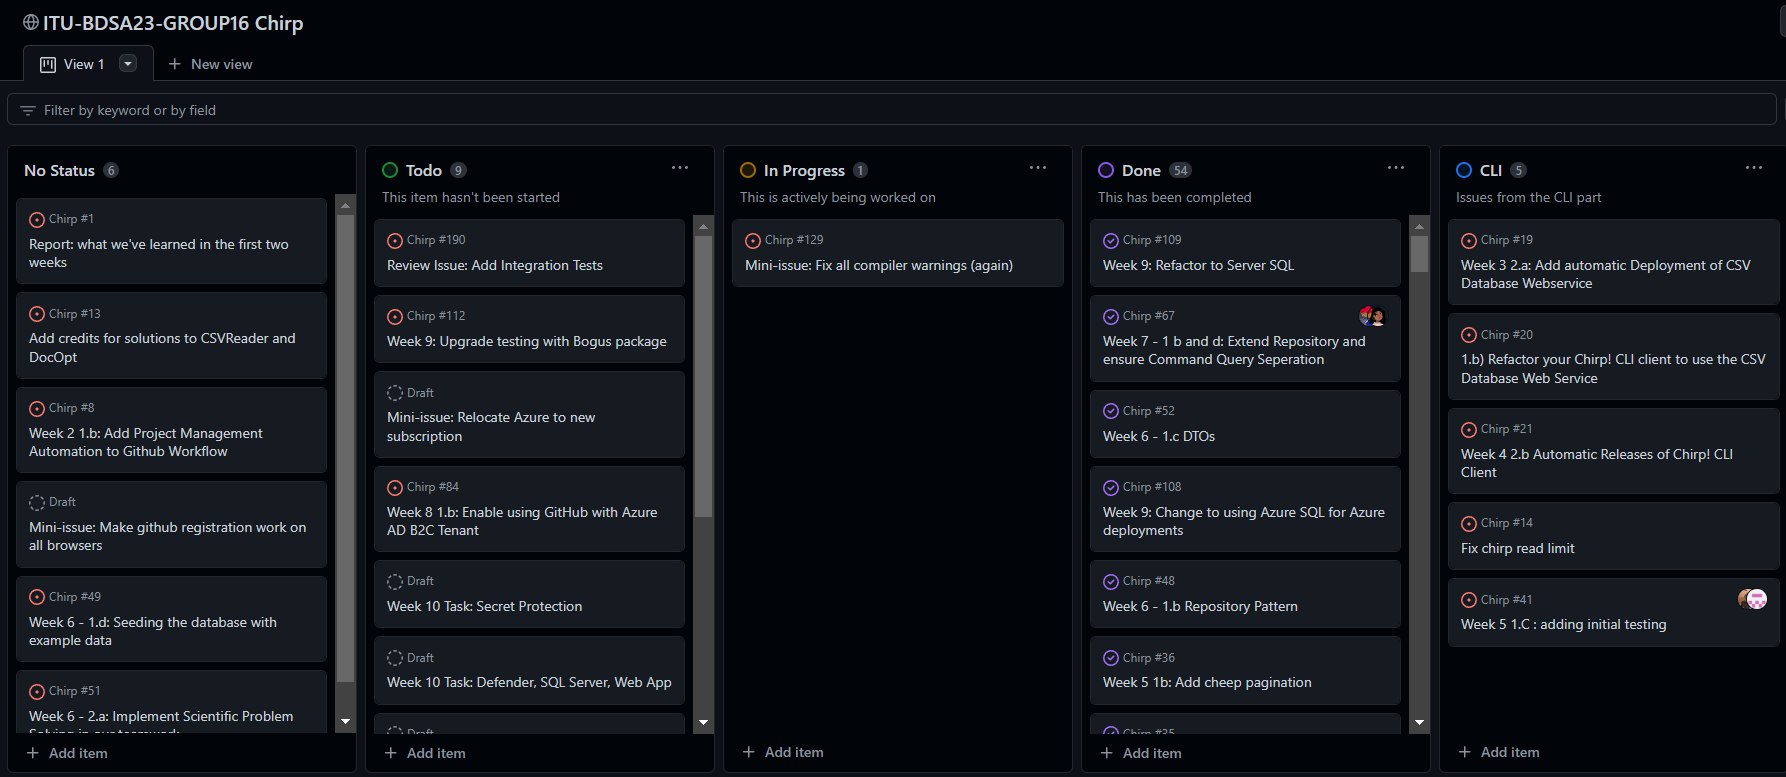 ITU-BDSA23-GROUP16 Chirp
View 1
New view
Filter by keyword or by field
No Status 6
Chirp #1
Report: what we've learned in the first two
weeks
Chirp #13
Add credits for solutions to CSVReader and
DocOpt
Chirp #8
Week 2 1.b: Add Project Management
Automation to Github Workflow
Draft
Mini-issue: Make github registration work on
all browsers
Chirp #49
Week 6 - 1.d: Seeding the database with
example data
Chirp #51
Week 6 - 2.a: Implement Scientific Problem
Solving in our teamwork
Add item
Todo 9
This item hasn't been started
Chirp #190
Review Issue: Add Integration Tests
Chirp #112
Week 9: Upgrade testing with Bogus package
Draft
Mini-issue: Relocate Azure to new
subscription
Chirp #84
Week 8 1.b: Enable using GitHub with Azure
AD B2C Tenant
Draft
Week 10 Task: Secret Protection
Draft
Week 10 Task: Defender, SQL Server, Web App
Draft
Add item
In Progress 1
This is actively being worked on
Chirp #129
Mini-issue: Fix all compiler warnings (again)
Add item
Done 54
This has been completed
Chirp #109
Week 9: Refactor to Server SQL
Chirp #67
Week 7 - 1 b and d: Extend Repository and
ensure Command Query Seperation
Chirp #52
Week 6 - 1.c DTOs
Chirp #108
Week 9: Change to using Azure SQL for Azure
deployments
Chirp #48
Week 6 - 1.b Repository Pattern
Chirp #36
Week 5 1b: Add cheep pagination
Chirp #35
Add item
CLI 5
Issues from the CLI part
Chirp #19
Week 3 2.a: Add automatic Deployment of CSV
Database Webservice
Chirp #20
1.b) Refactor your Chirp! CLI client to use the CSV
Database Web Service
Chirp #21
Week 4 2.b Automatic Releases of Chirp! CLI
Client
Chirp #14
Fix chirp read limit
Chirp #41
Week 5 1.C : adding initial testing
Add item